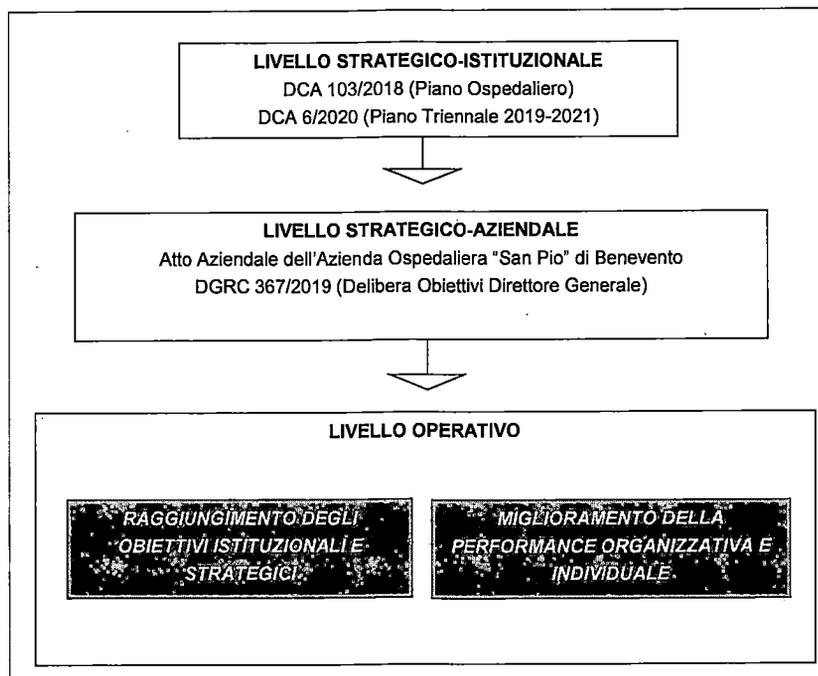 LIVELLO STRATEGICO-ISTITUZIONALE
DCA 103/2018 (Piano Ospedaliero)
DCA 6/2020 (Piano Triennale 2019-2021)
LIVELLO STRATEGICO-AZIENDALE
Atto Aziendale dell'Azienda Ospedaliera "San Pio" di Benevento
DGRC 367/2019 (Delibera Obiettivi Direttore Generale)
LIVELLO OPERATIVO
RAGGIUNGIMENTO DEGLI
OBIETTIVI ISTITUZIONALI E
STRATEGICI
MIGLIORAMENTO DELLA
PERFORMANCE ORGANIZZATIVA E
INDIVIDUALE